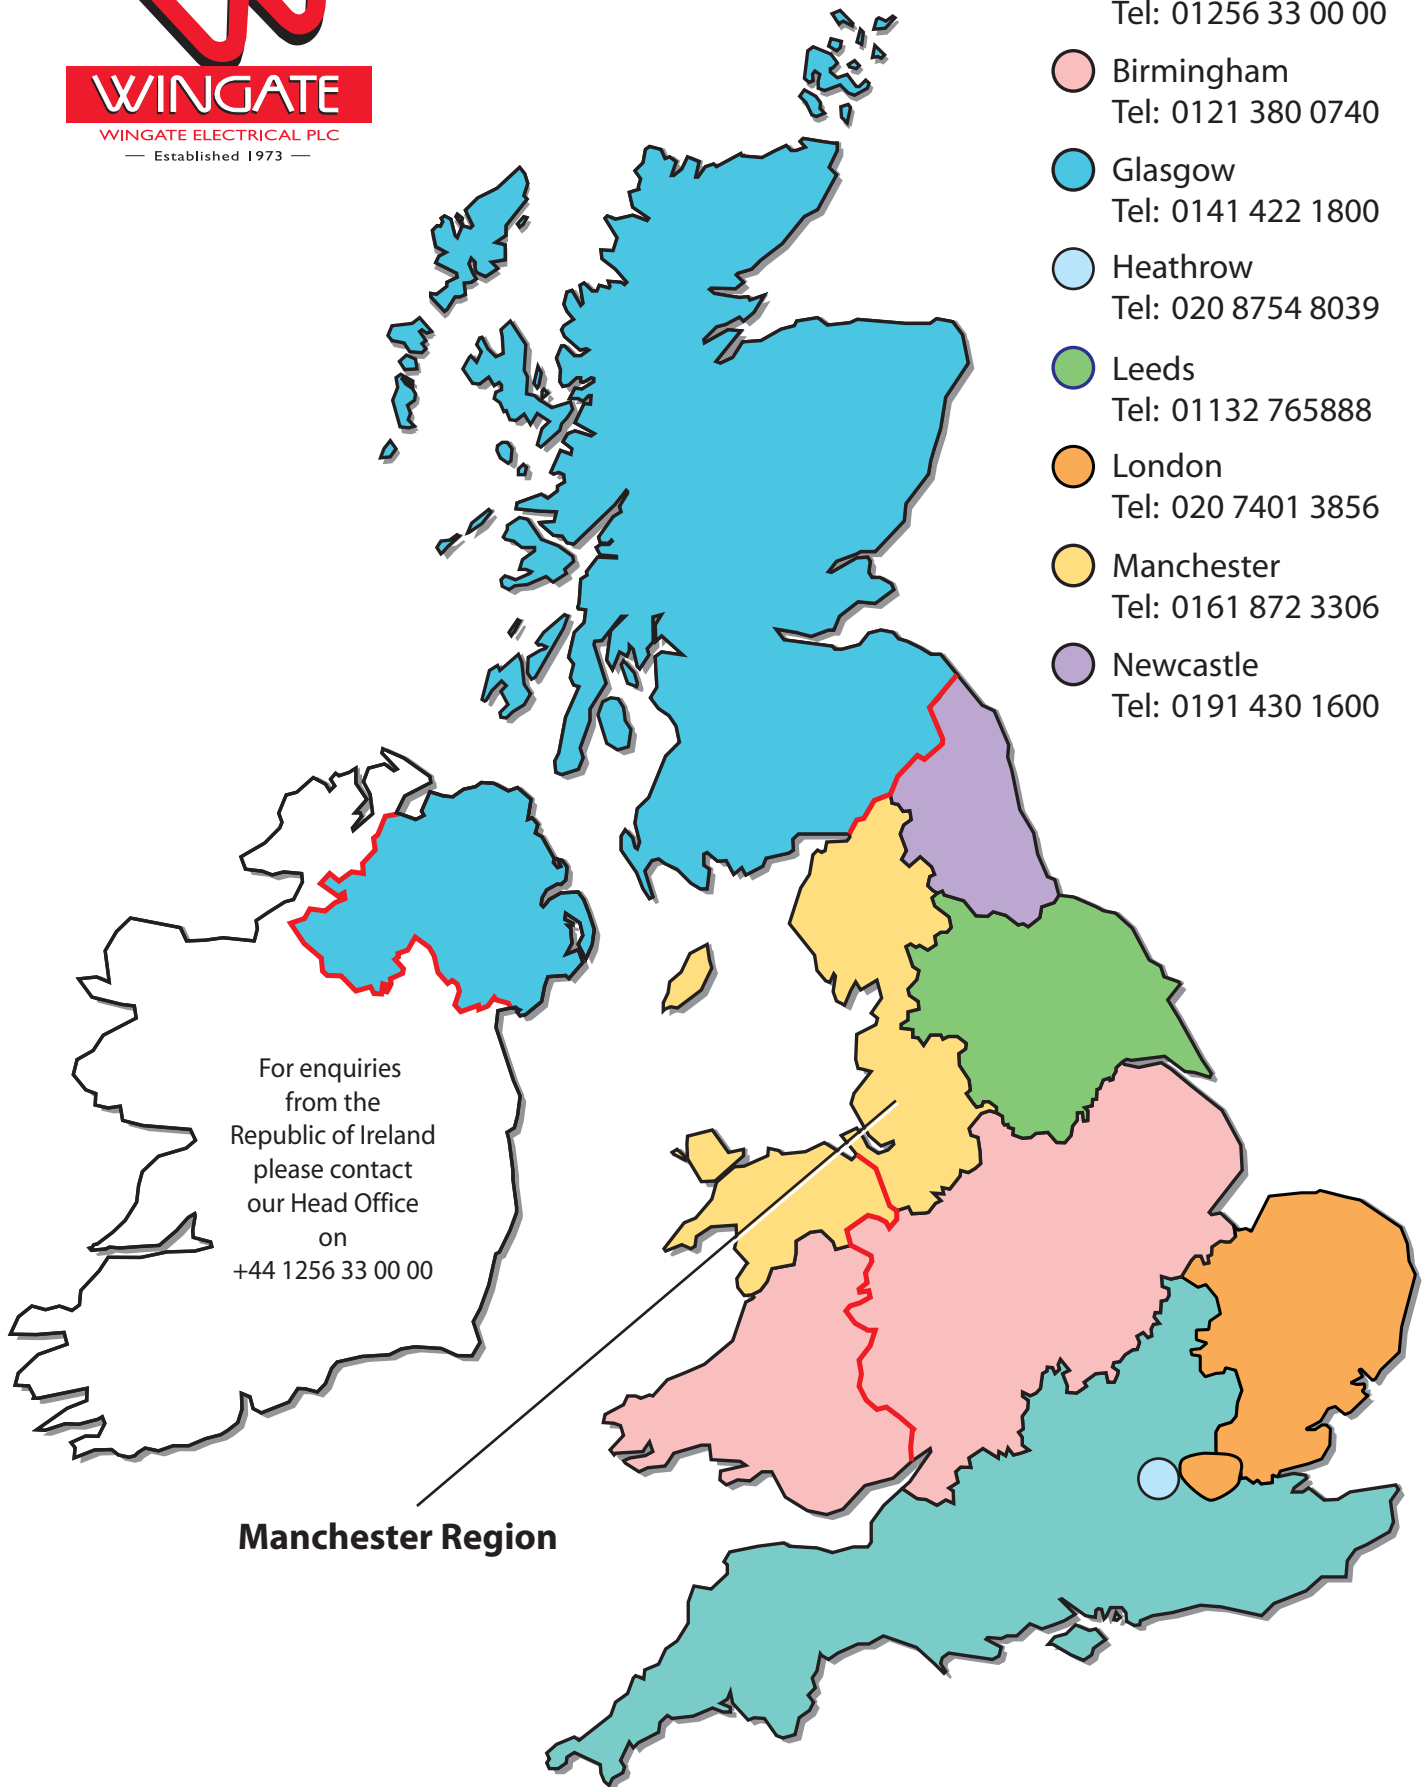 WINGATE
WINGATE ELECTRICAL PLC
— Established 1973 —
Tel: 01256 33 00 00
Birmingham
Tel: 0121 380 0740
Glasgow
Tel: 0141 422 1800
Heathrow
Tel: 020 8754 8039
Leeds
Tel: 01132 765888
London
Tel: 020 7401 3856
Manchester
Tel: 0161 872 3306
Newcastle
Tel: 0191 430 1600
For enquiries
from the
Republic of Ireland
please contact
our Head Office
on
+44 1256 33 00 00
Manchester Region